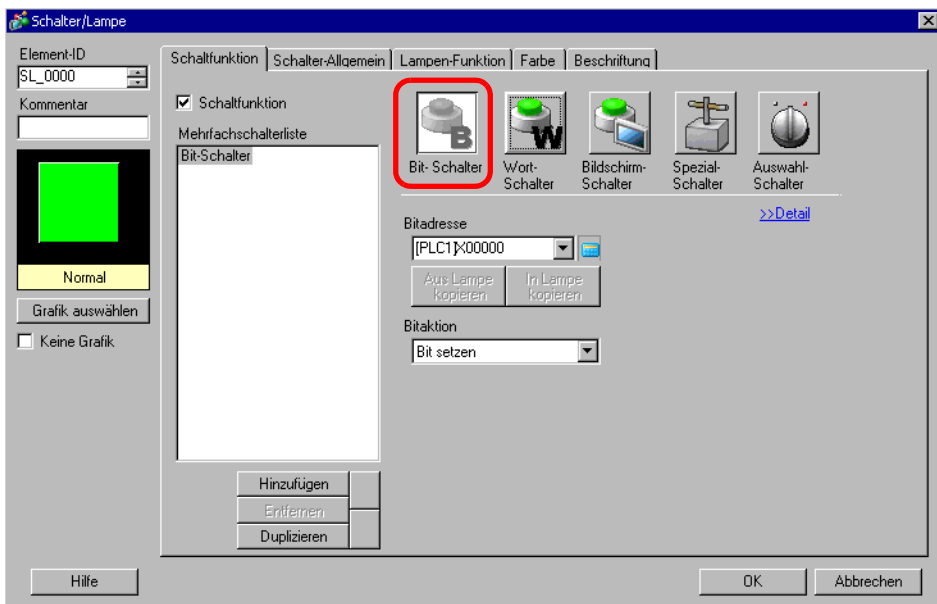 Schalter/Lampe
Element-ID
SL_0000
Kommentar
Normal
Grafik auswählen
Keine Grafik
Schaltfunktion
Schalter-Allgemein
Lampen-Funktion
Farbe
Beschriftung
Schaltfunktion
Mehrfachschalterliste
Bit-Schalter
Hinzufügen
Entfernen
Duplizieren
B
Bit- Schalter
W
Wort-
Schalter
Bildschirm-
Schalter
Spezial-
Schalter
Auswahl-
Schalter
>>Detail
Bitadresse
[PLC1]X00000
Aus Lampe
kopieren
In Lampe
kopieren
Bitaktion
Bit setzen
Hilfe
OK
Abbrechen